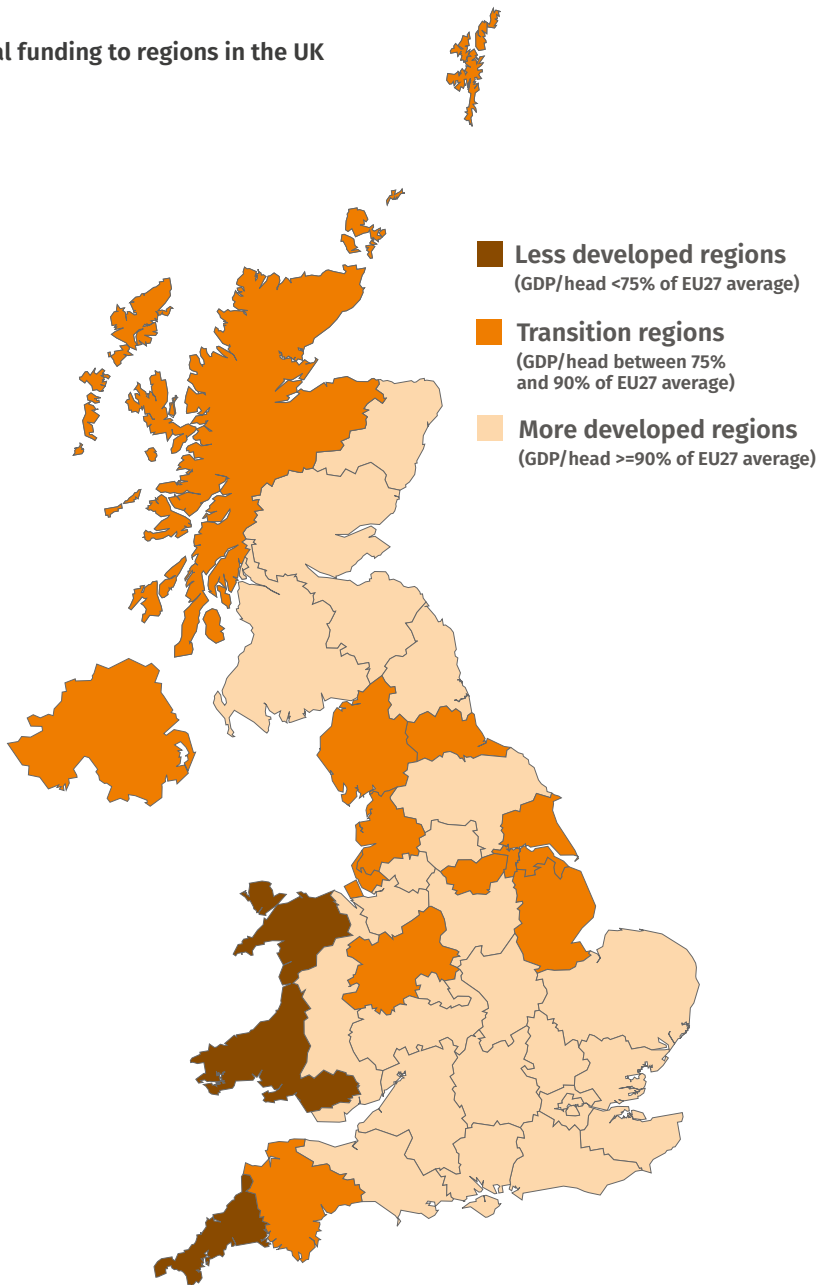 funding to regions in the UK
Less developed regions
(GDP/head <75% of EU27 average)
Transition regions
(GDP/head between 75%
and 90% of EU27 average)
More developed regions
(GDP/head >=90% of EU27 average)